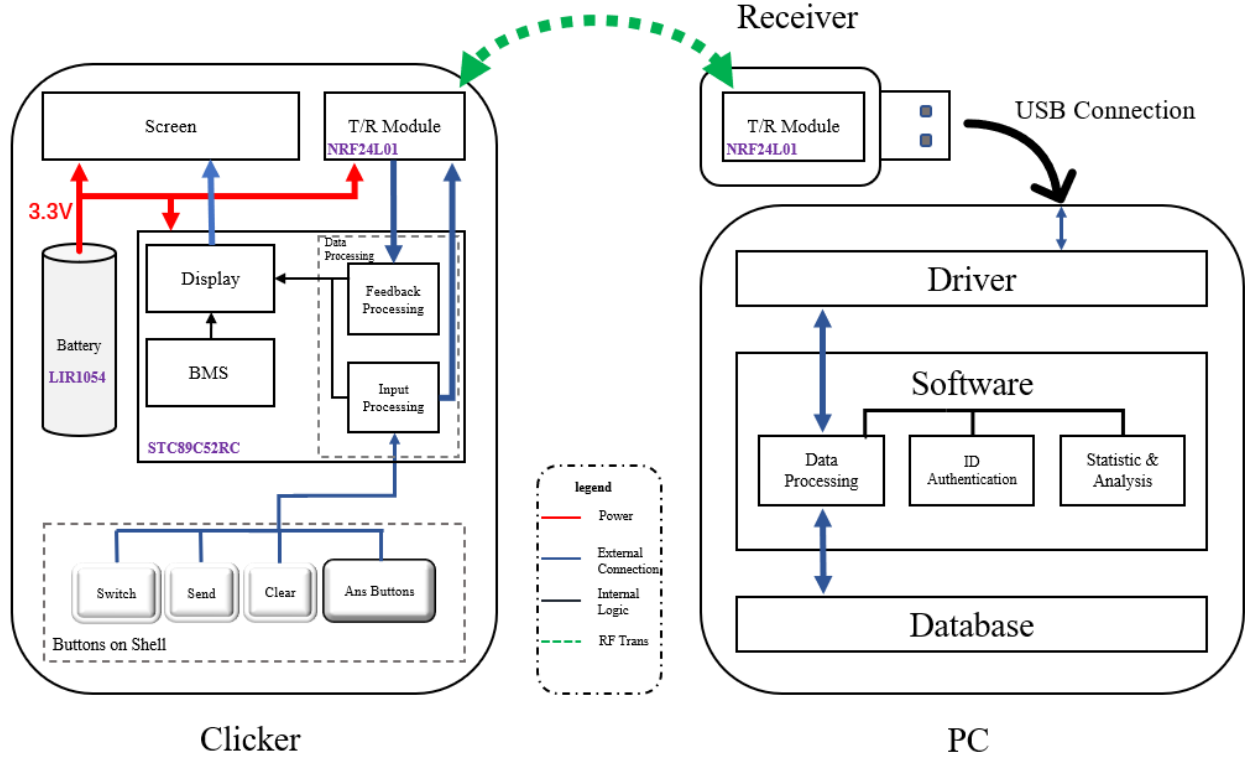 Receiver
Screen
T/R Module
NRF24L01
T/R Module
NRF24L01
USB Connection
3.3V
Data
Processing
Display
Feedback
Processing
Battery
LIR1054
BMS
Input
Processing
STC89C52RC
Switch
Send
Clear
Ans Buttons
Buttons on Shell
legend
Power
External
Connection
Internal
Logic
RF Trans
Driver
Software
Data
Processing
ID
Authentication
Statistic &
Analysis
Database
Clicker
PC